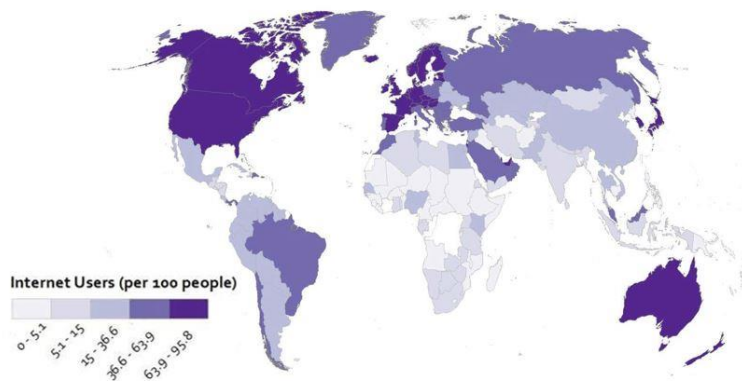 Internet Users (per 100 people)
0 - 5.1
5.1 - 15
15 - 36.6
36.6 - 63.9
63.9 - 95.8